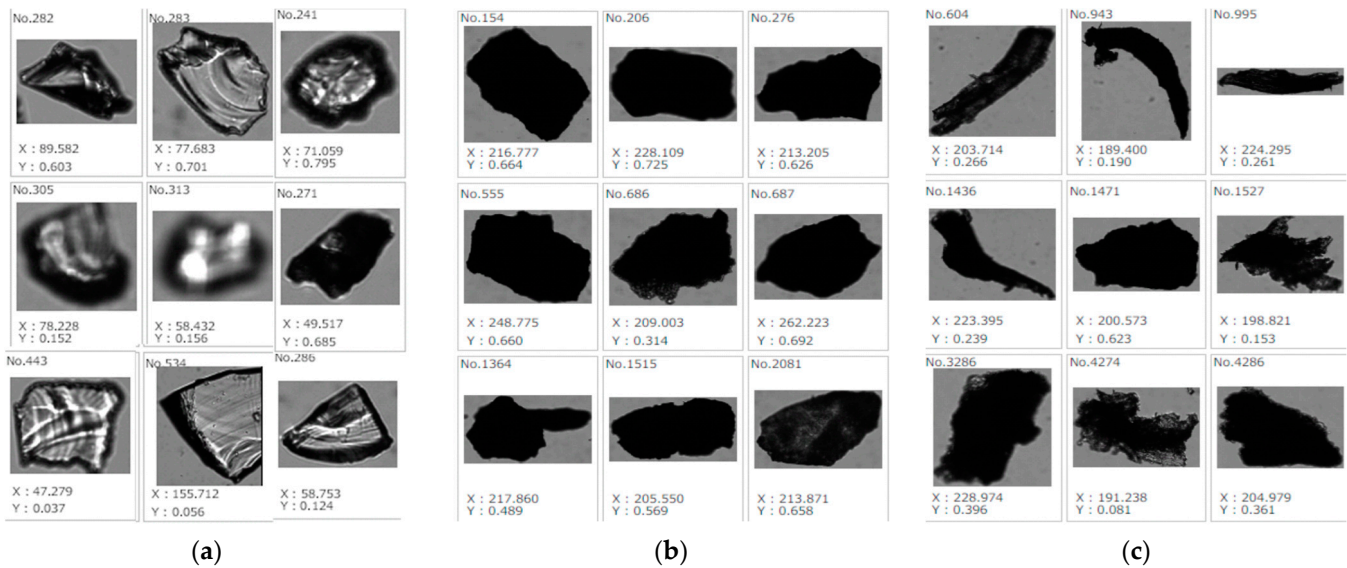 No.282
No.283
No.241
X : 89.582
Y : 0.603
X : 77.683
Y : 0.701
X : 71.059
Y : 0.795
No.305
No.313
No.271
X : 78.228
Y : 0.152
X : 58.432
Y : 0.156
X : 49.517
Y : 0.685
No.443
No.534
No.286
X : 47.279
Y : 0.037
X : 155.712
Y : 0.056
X : 58.753
Y : 0.124
(a)
No.154
No.206
No.276
X : 216.777
Y : 0.664
X : 228.109
Y : 0.725
X : 213.205
Y : 0.626
No.555
No.686
No.687
X : 248.775
Y : 0.660
X : 209.003
Y : 0.314
X : 262.223
Y : 0.692
No.1364
No.1515
No.2081
X : 217.860
Y : 0.489
X : 205.550
Y : 0.569
X : 213.871
Y : 0.658
(b)
No.604
No.943
No.995
X : 203.714
Y : 0.266
X : 189.400
Y : 0.190
X : 224.295
Y : 0.261
No.1436
No.1471
No.1527
X : 223.395
Y : 0.239
X : 200.573
Y : 0.623
X : 198.821
Y : 0.153
No.3286
No.4274
No.4286
X : 228.974
Y : 0.396
X : 191.238
Y : 0.081
X : 204.979
Y : 0.361
(c)